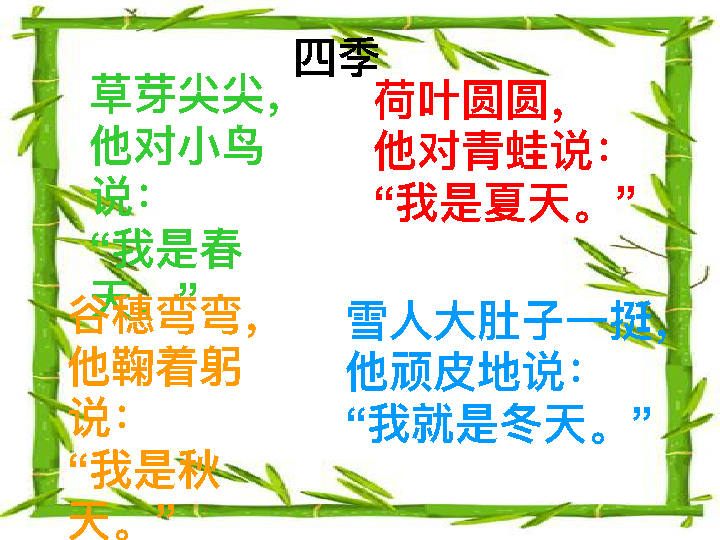 四季
草芽尖尖，
他对小鸟
说：
“我是春
天。”
荷叶圆圆，
他对青蛙说：
“我是夏天。”
谷穗弯弯，
他鞠着躬
说：
“我是秋
天。”
雪人大肚子一挺，
他顽皮地说：
“我就是冬天。”